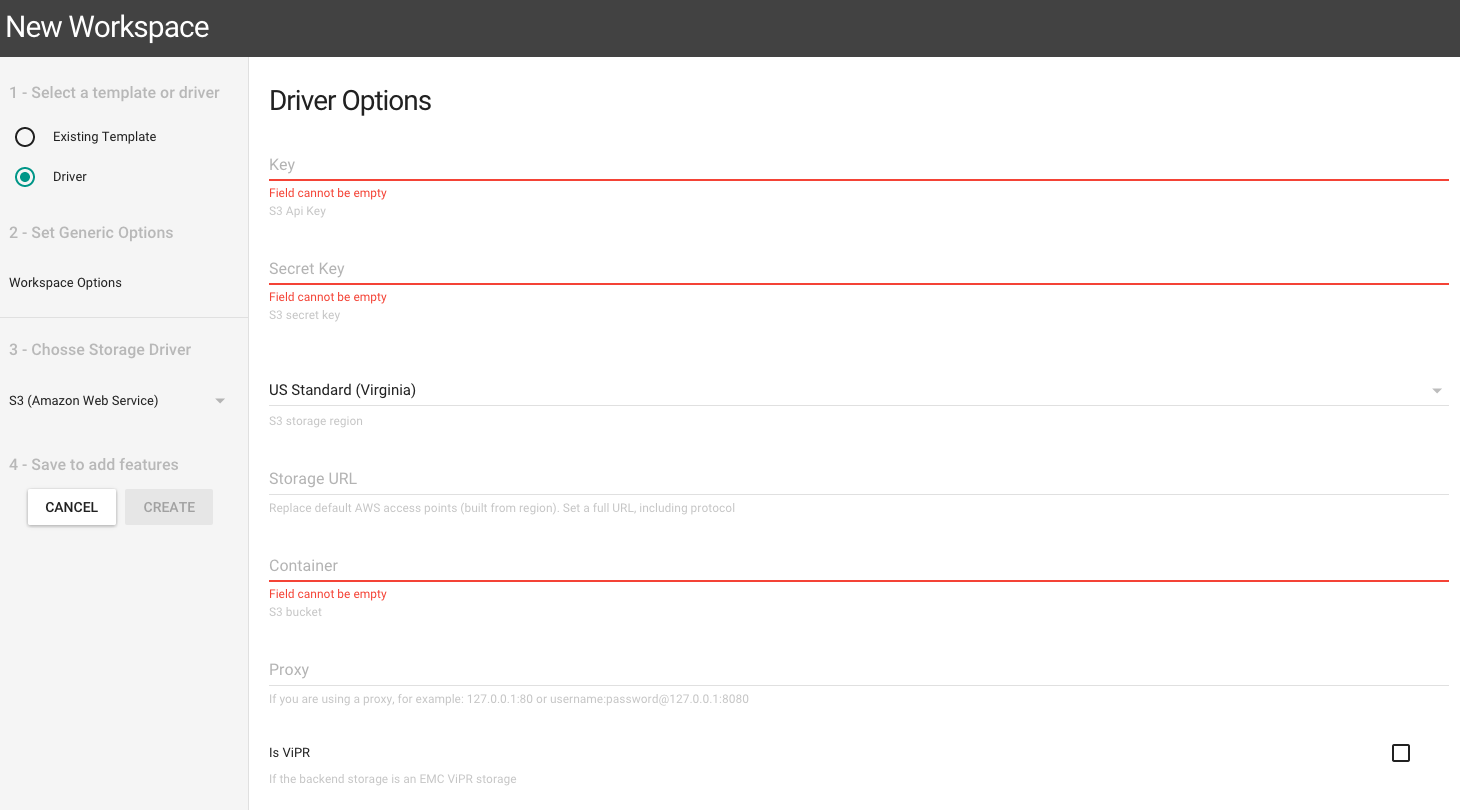 New Workspace
1 - Select a template or driver
Existing Template
Driver
2 - Set Generic Options
Workspace Options
3 - Chosse Storage Driver
S3 (Amazon Web Service)
4 - Save to add features
CANCEL CREATE
Driver Options
Key
Field cannot be empty
S3 Api Key
Secret Key
Field cannot be empty
S3 secret key
US Standard (Virginia)
S3 storage region
Storage URL
Replace default AWS access points (built from region). Set a full URL, including protocol
Container
Field cannot be empty
S3 bucket
Proxy
If you are using a proxy, for example: 127.0.0.1:80 or username:password@127.0.0.1:8080
Is ViPR
If the backend storage is an EMC ViPR storage